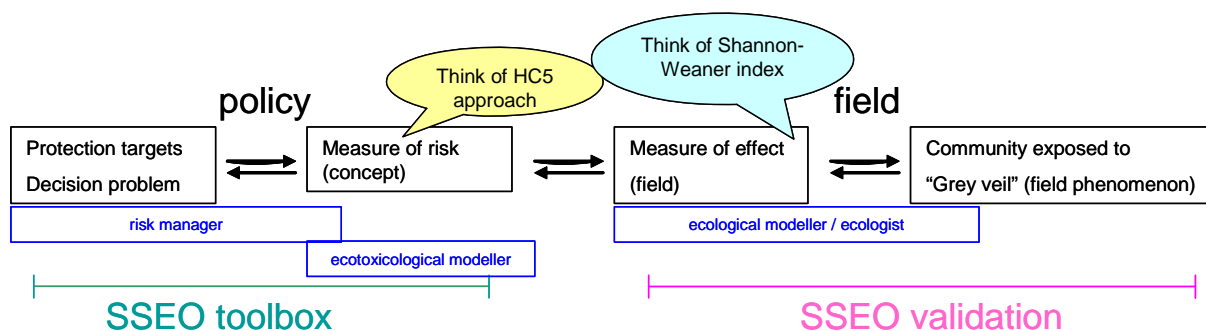 Think of HC5
approach
Think of Shannon-
Weaner index
policy
field
Protection targets
Decision problem
Measure of risk
(concept)
Measure of effect
(field)
Community exposed to
“Grey veil” (field phenomenon)
risk manager
ecotoxicological modeller
ecological modeller / ecologist
SSEO toolbox
SSEO validation